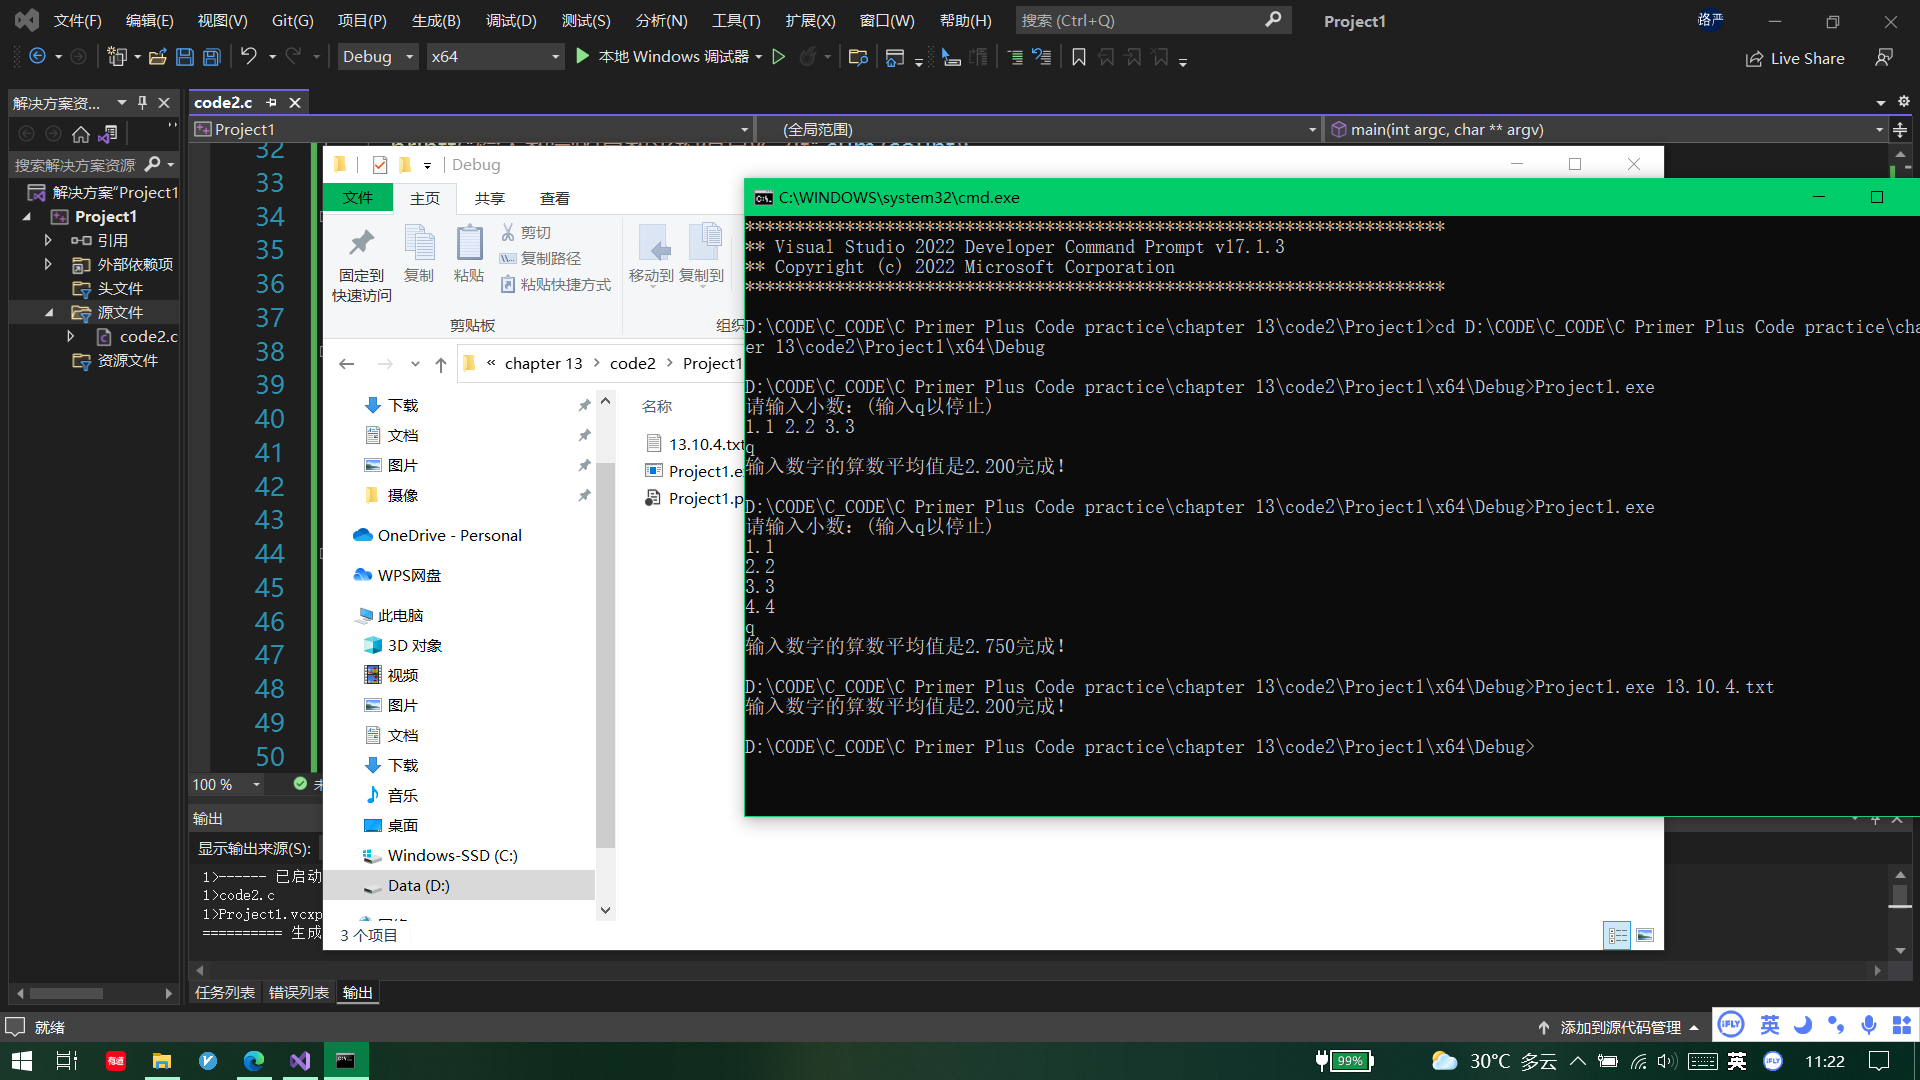 文件(F) 编辑(E) 视图(V) Git(G) 项目(P) 生成(B) 调试(D) 测试(S) 分析(N) 工具(T) 扩展(X) 窗口(W) 帮助(H) 搜索 (Ctrl+Q) Project1
Debug x64 本地 Windows 调试器 Live Share
解决方案资... code2.c
Project1 (全局范围) main(int argc, char ** argv)
搜索解决方案资源
解决方案"Project1
Project1
引用
外部依赖项
头文件
源文件
code2.c
资源文件
32
33
34
35
36
37
38
39
40
41
42
43
44
45
46
47
48
49
50
100 %
Debug
文件 主页 共享 查看
固定到快速访问
复制
粘贴
剪切
复制路径
粘贴快捷方式
移动到 复制到
剪贴板 组织
« chapter 13 › code2 › Project1
下载
文档
图片
摄像
OneDrive - Personal
WPS网盘
此电脑
3D 对象
视频
图片
文档
下载
音乐
桌面
Windows-SSD (C:)
Data (D:)
名称
13.10.4.txt
Project1.e
Project1.p
3 个项目
C:\WINDOWS\system32\cmd.exe
**********************************************************************
** Visual Studio 2022 Developer Command Prompt v17.1.3
** Copyright (c) 2022 Microsoft Corporation
**********************************************************************
D:\CODE\C_CODE\C Primer Plus Code practice\chapter 13\code2\Project1>cd D:\CODE\C_CODE\C Primer Plus Code practice\cha
er 13\code2\Project1\x64\Debug
D:\CODE\C_CODE\C Primer Plus Code practice\chapter 13\code2\Project1\x64\Debug>Project1.exe
请输入小数：(输入q以停止)
1.1 2.2 3.3
q
输入数字的算数平均值是2.200完成！
D:\CODE\C_CODE\C Primer Plus Code practice\chapter 13\code2\Project1\x64\Debug>Project1.exe
请输入小数：(输入q以停止)
1.1
2.2
3.3
4.4
q
输入数字的算数平均值是2.750完成！
D:\CODE\C_CODE\C Primer Plus Code practice\chapter 13\code2\Project1\x64\Debug>Project1.exe 13.10.4.txt
输入数字的算数平均值是2.200完成！
D:\CODE\C_CODE\C Primer Plus Code practice\chapter 13\code2\Project1\x64\Debug>
输出
显示输出来源(S):
1>------ 已启动
1>code2.c
1>Project1.vcxp
========== 生成
任务列表 错误列表 输出
就绪 添加到源代码管理
iFLY 英
99% 30°C 多云 英 11:22